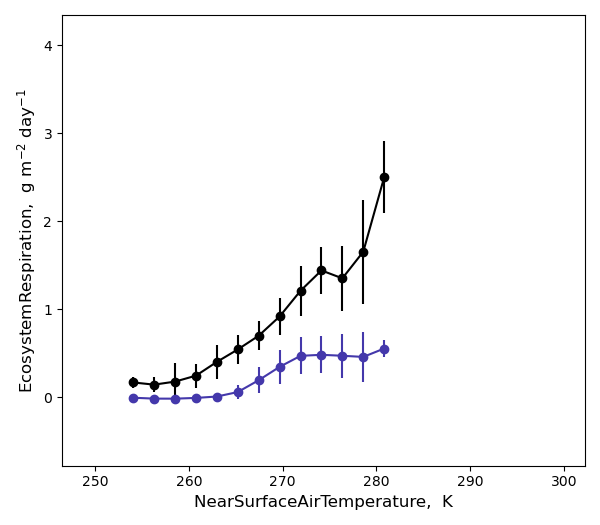 4
3
2
1
0
EcosystemRespiration, g m⁻² day⁻¹
250 260 270 280 290 300
NearSurfaceAirTemperature, K